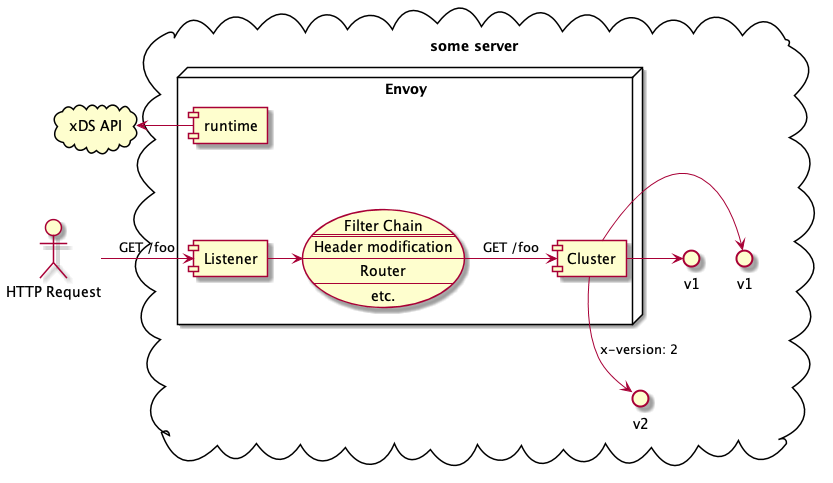 some server
Envoy
xDS API
runtime
HTTP Request
GET /foo
Listener
Filter Chain
Header modification
Router
etc.
GET /foo
Cluster
v1
v1
x-version: 2
v2